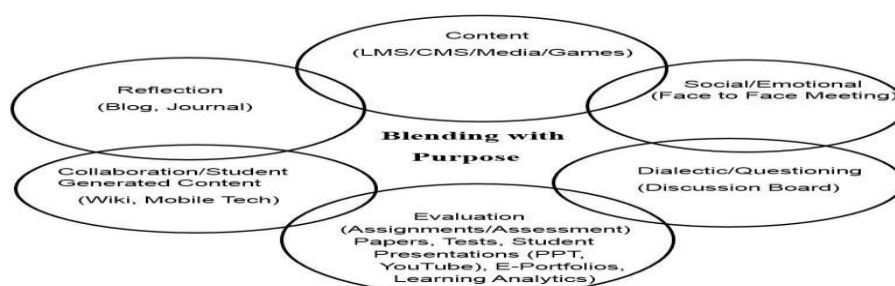 Content
(LMS/CMS/Media/Games)
Reflection
(Blog, Journal)
Social/Emotional
(Face to Face Meeting)
Blending with
Purpose
Collaboration/Student
Generated Content
(Wiki, Mobile Tech)
Dialectic/Questioning
(Discussion Board)
Evaluation
(Assignments/Assessment)
Papers, Tests, Student
Presentations (PPT,
YouTube), E-Portfolios,
Learning Analytics)